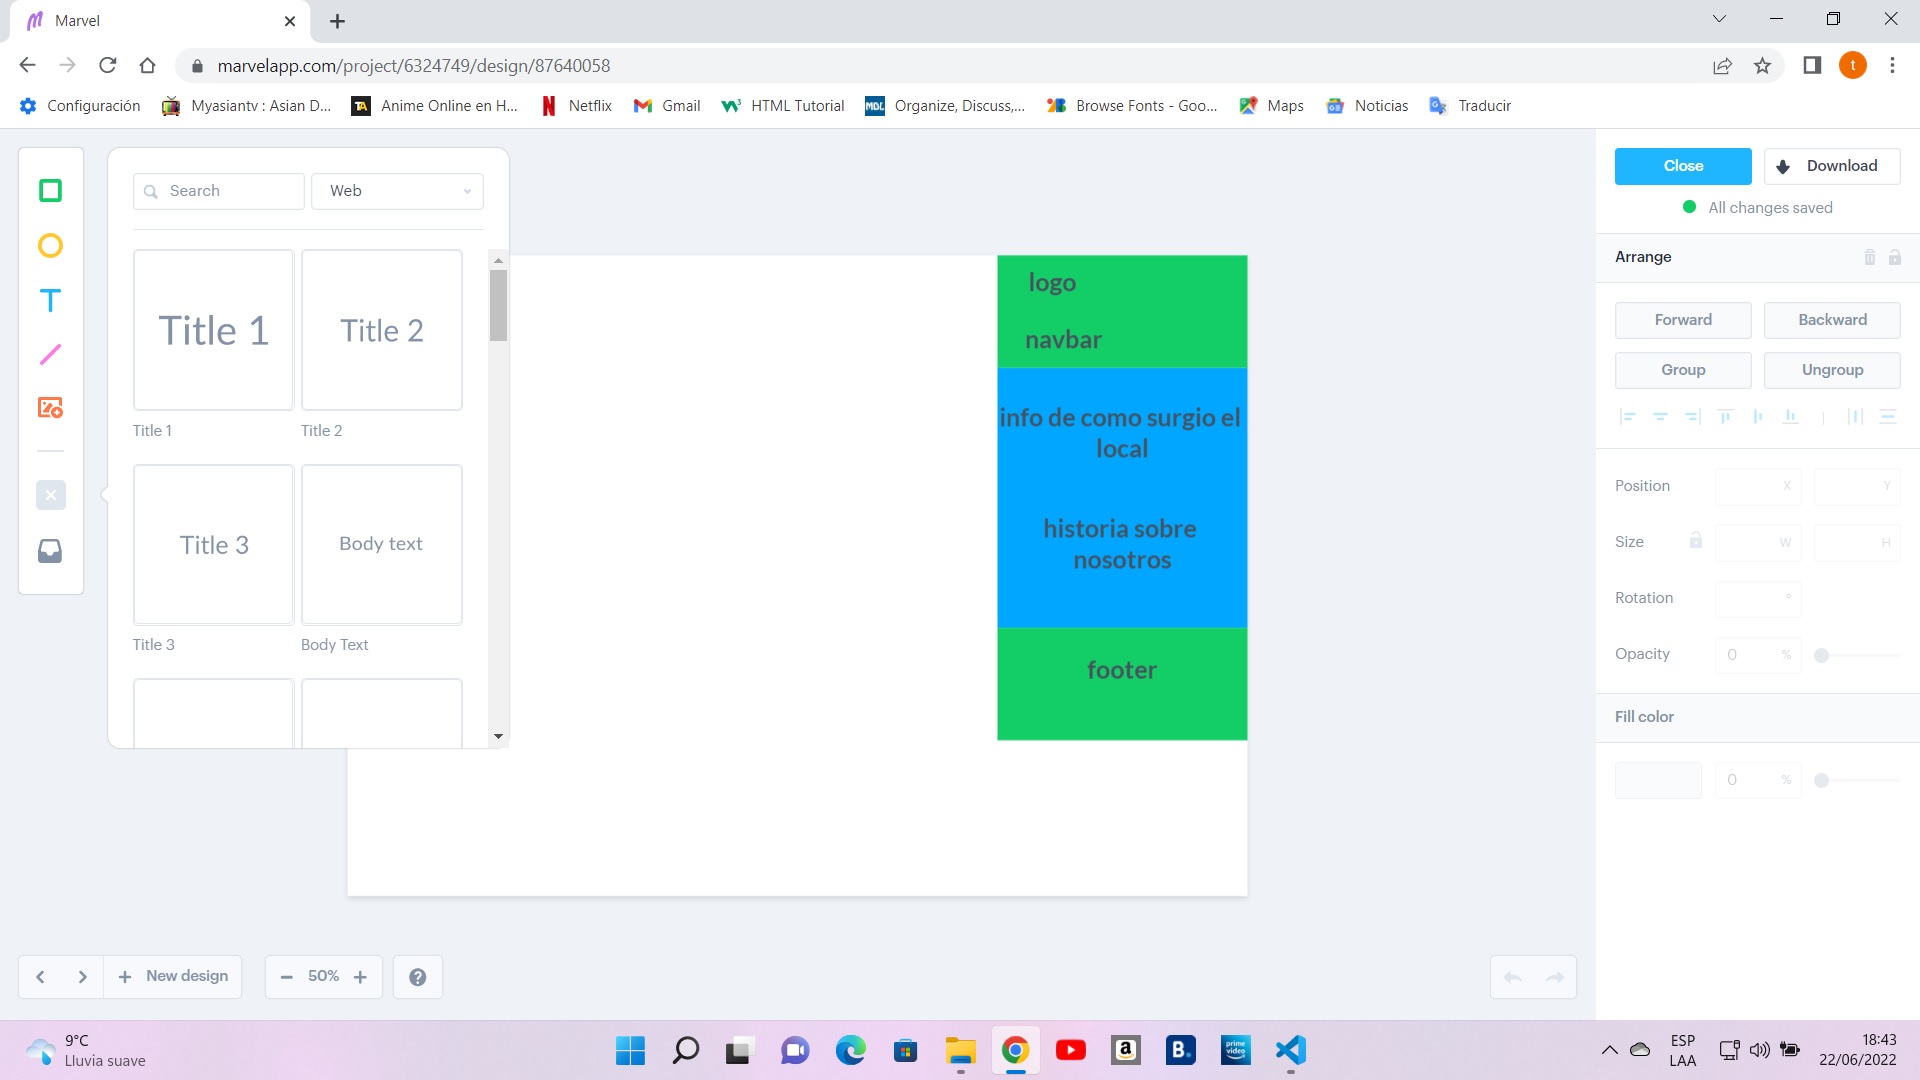 Marvel
marvelapp.com/project/6324749/design/87640058
t
Configuración
Myasiantv : Asian D...
TA
Anime Online en H...
Netflix
Gmail
HTML Tutorial
MDL
Organize, Discuss,...
Browse Fonts - Goo...
Maps
Noticias
Traducir
Search
Web
Title 1
Title 2
Title 1
Title 2
Title 3
Body text
Title 3
Body Text
logo
navbar
info de como surgio el
local
historia sobre
nosotros
footer
Close
Download
All changes saved
Arrange
Forward
Backward
Group
Ungroup
Position
X
Y
Size
W
H
Rotation
°
Opacity
0
%
Fill color
0
%
New design
50%
?
9°C
Lluvia suave
a
B.
prime
video
ESP
LAA
18:43
22/06/2022